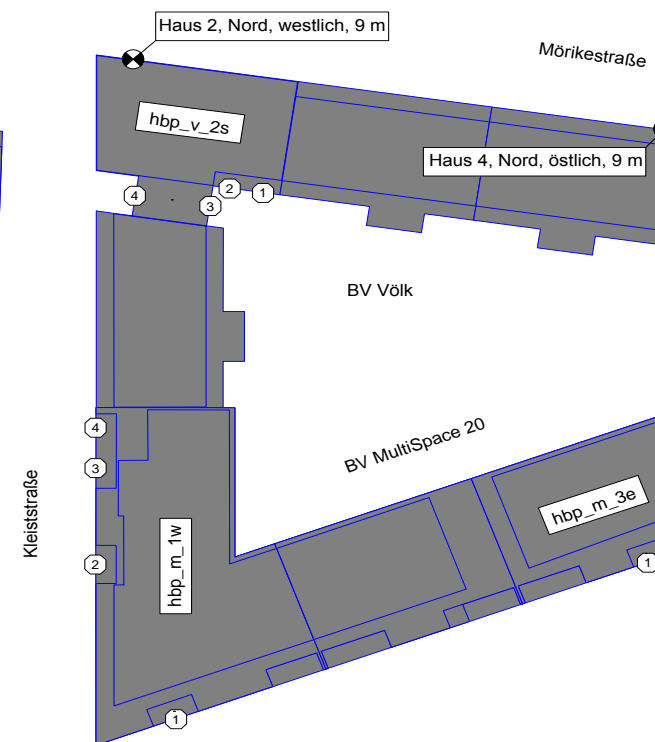 Haus 2, Nord, westlich, 9 m
Mörikestraße
hbp_v_2s
Haus 4, Nord, östlich, 9 m
4
2
1
3
BV Völk
4
BV MultiSpace 20
3
Kleiststraße
hbp_m_3e
hbp_m_1w
2
1
1